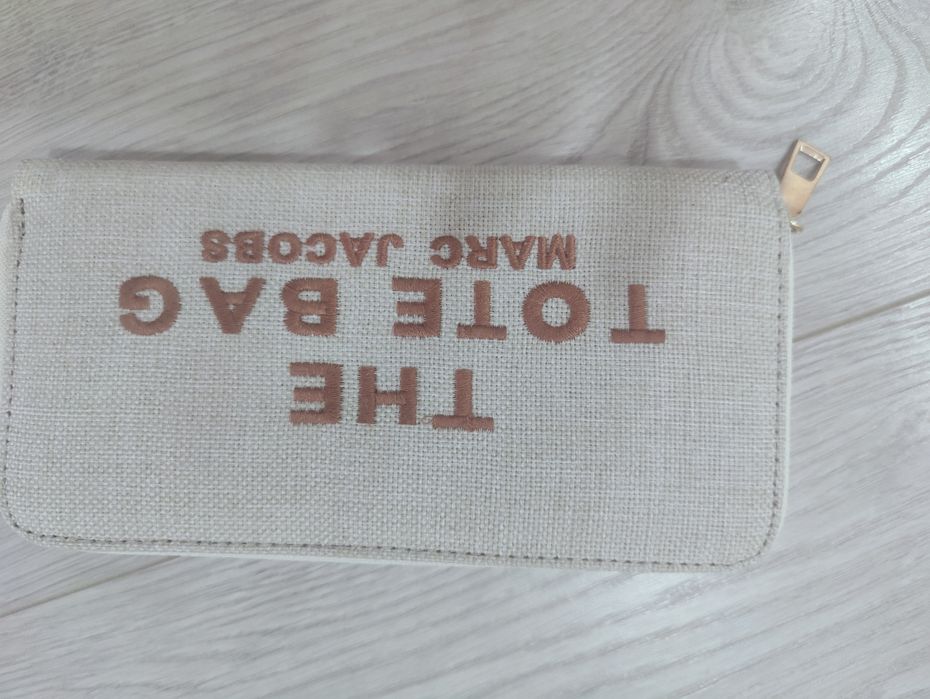 THE
TOTE BAG
MARC JACOBS